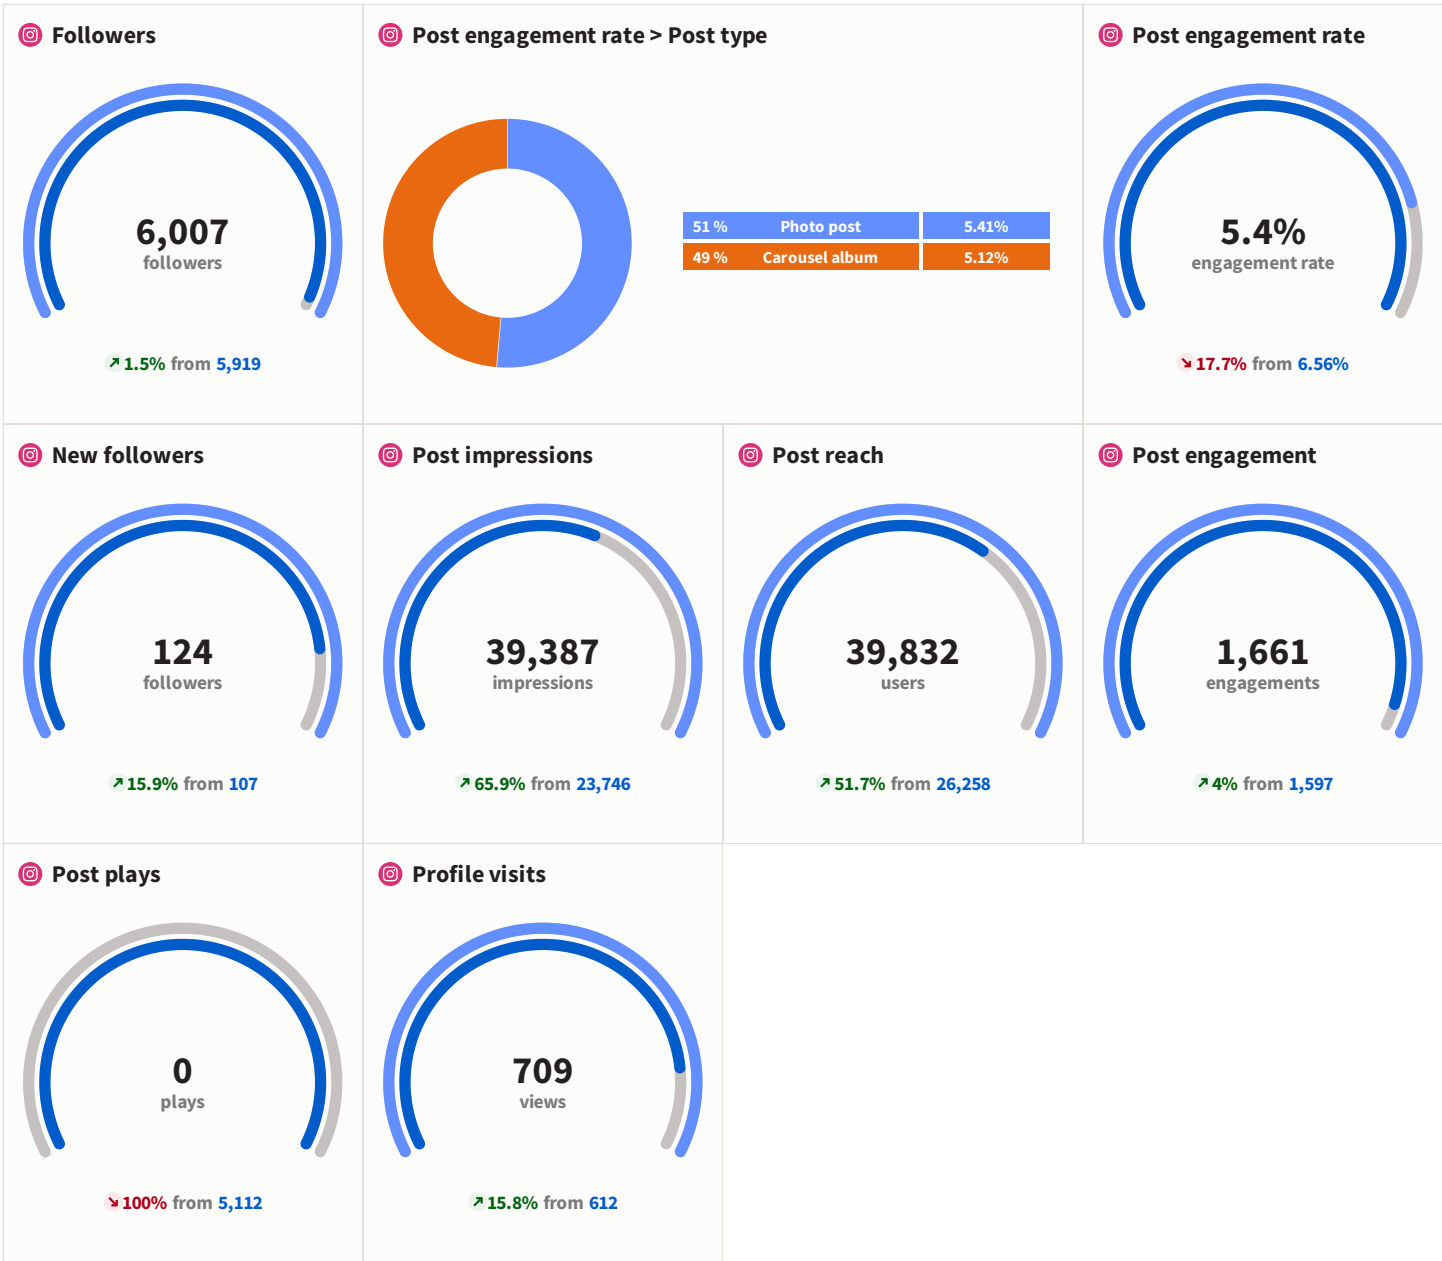 Followers
6,007
followers
1.5% from 5,919
Post engagement rate > Post type
51 % Photo post 5.41%
49 % Carousel album 5.12%
Post engagement rate
5.4%
engagement rate
17.7% from 6.56%
New followers
124
followers
15.9% from 107
Post impressions
39,387
impressions
65.9% from 23,746
Post reach
39,832
users
51.7% from 26,258
Post engagement
1,661
engagements
4% from 1,597
Post plays
0
plays
100% from 5,112
Profile visits
709
views
15.8% from 612